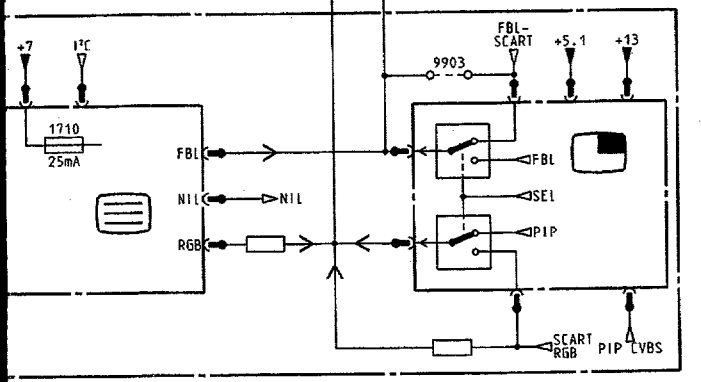 FBL-
SCART
+7
I²C
9903
+5.1
+13
1710
25mA
FBL
FBL
NIL
NIL
SEL
RGB
PIP
SCART
RGB
PIP CVBS